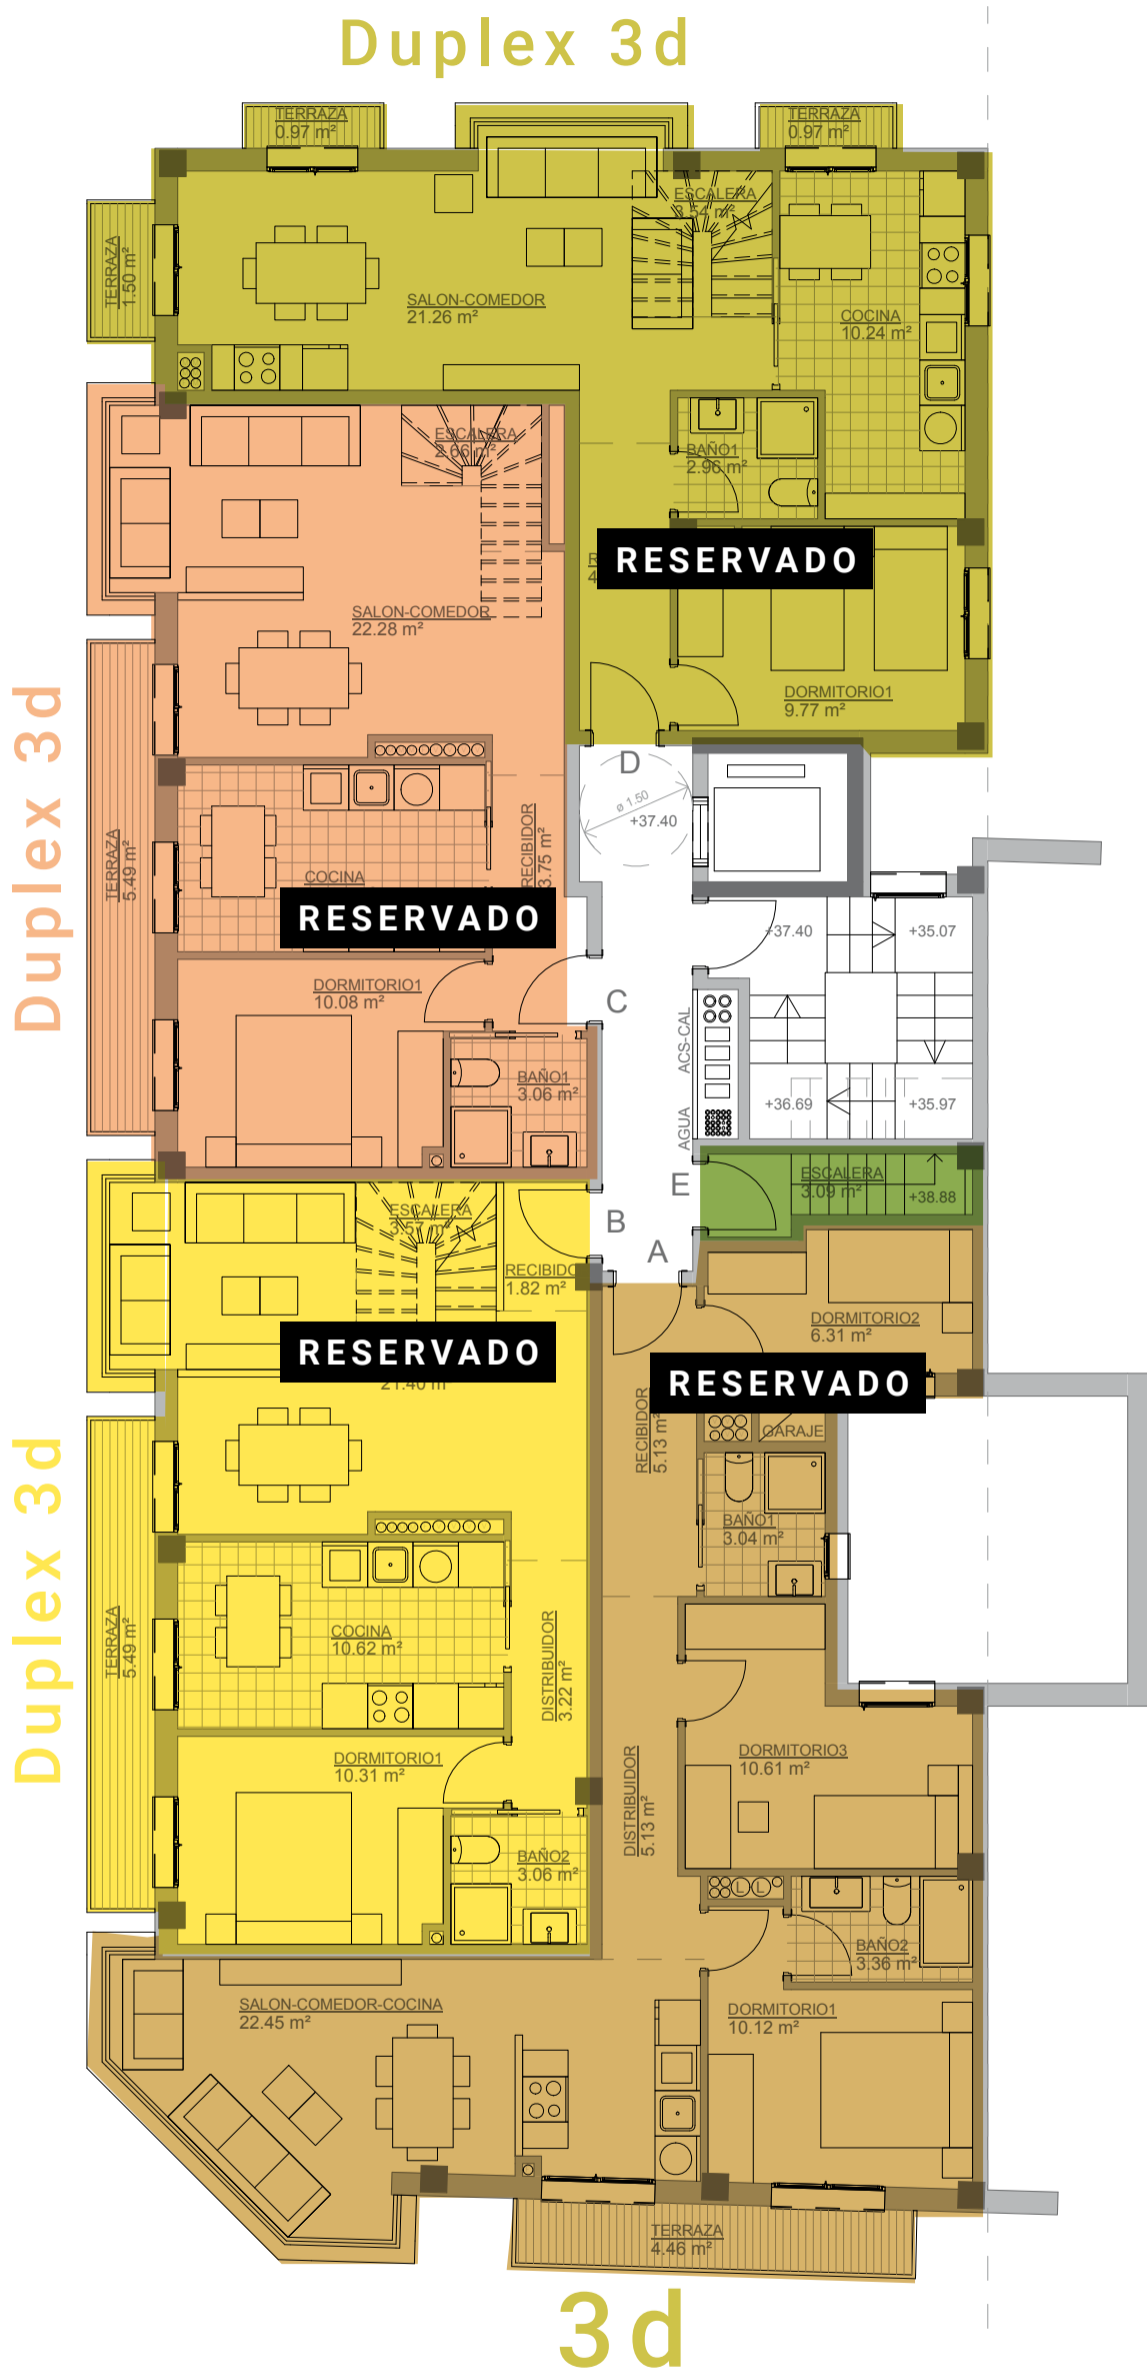 Duplex 3d
TERRAZA
0.97 m²
TERRAZA
0.97 m²
TERRAZA
1.50 m²
ESCALERA
3.54 m²
SALON-COMEDOR
21.26 m²
COCINA
10.24 m²
BAÑO1
2.96 m²
RESERVADO
DORMITORIO1
9.77 m²
Duplex 3d
ESCALERA
2.66 m²
SALON-COMEDOR
22.28 m²
TERRAZA
5.49 m²
COCINA
RECIBIDOR
3.75 m²
RESERVADO
DORMITORIO1
10.08 m²
BAÑO1
3.06 m²
D
ø 1.50
+37.40
C
+37.40
+35.07
+36.69
+35.97
ACS-CAL
AGUA
E
ESCALERA
3.09 m²
+38.88
B
A
Duplex 3d
ESCALERA
3.57 m²
RECIBIDO
1.82 m²
RESERVADO
21.40 m²
TERRAZA
5.49 m²
COCINA
10.62 m²
DISTRIBUIDOR
3.22 m²
DORMITORIO1
10.31 m²
BAÑO2
3.06 m²
DORMITORIO2
6.31 m²
RESERVADO
RECIBIDOR
5.13 m²
GARAJE
BAÑO1
3.04 m²
DORMITORIO3
10.61 m²
DISTRIBUIDOR
5.13 m²
L L
BAÑO2
3.36 m²
DORMITORIO1
10.12 m²
SALON-COMEDOR-COCINA
22.45 m²
TERRAZA
4.46 m²
3d